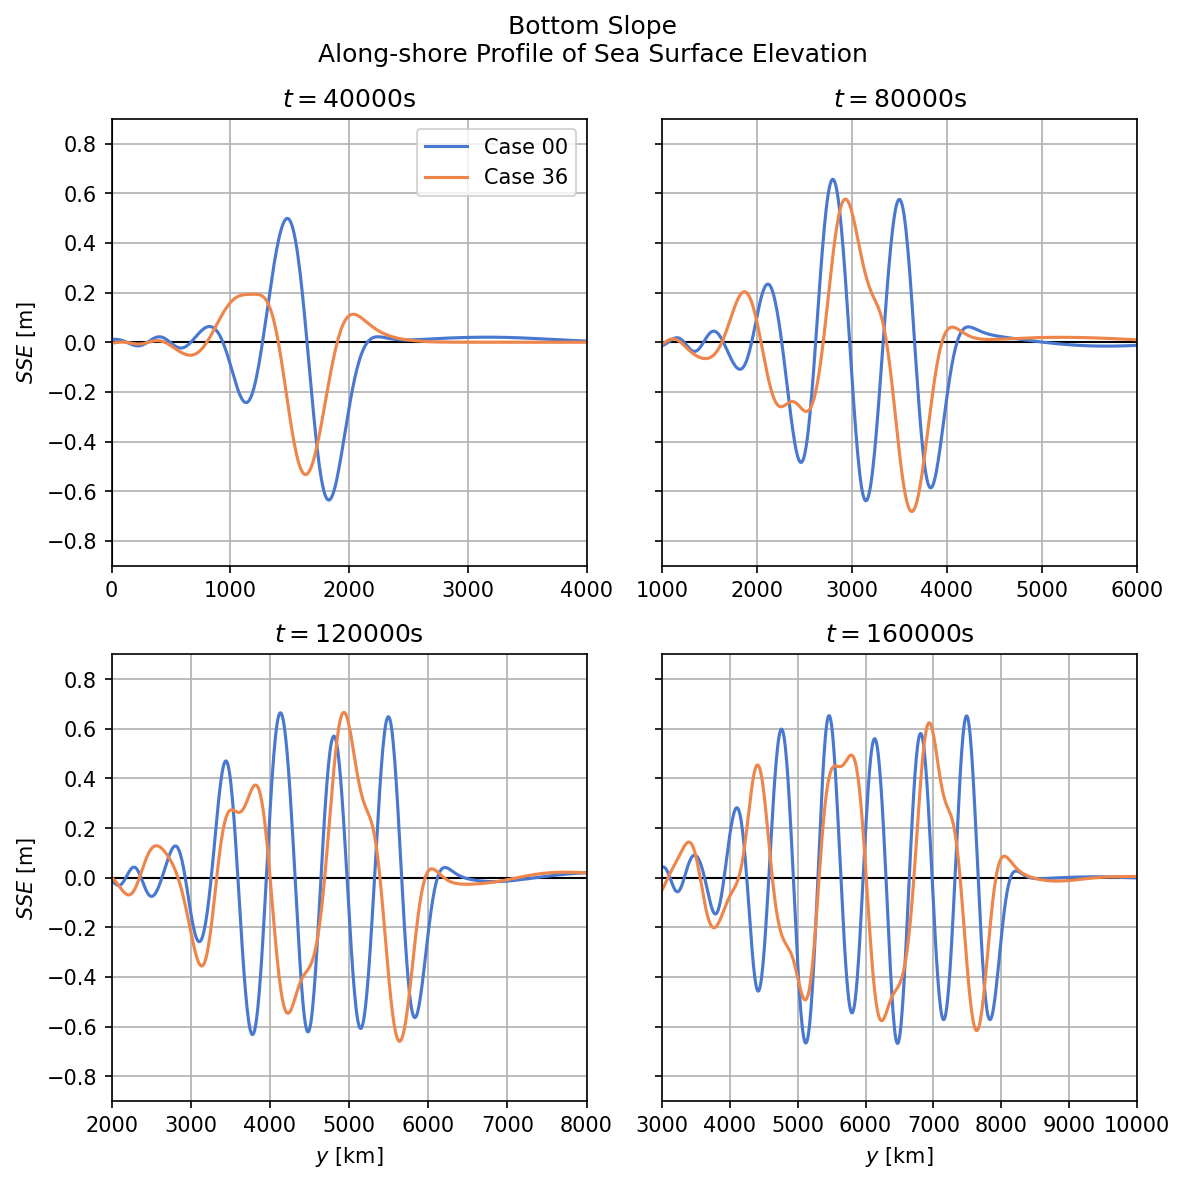 Bottom Slope
Along-shore Profile of Sea Surface Elevation
t = 40000s
t = 80000s
0.8
0.6
0.4
0.2
0.0
−0.2
−0.4
−0.6
−0.8
SSE [m]
Case 00
Case 36
0 1000 2000 3000 4000
1000 2000 3000 4000 5000 6000
t = 120000s
t = 160000s
0.8
0.6
0.4
0.2
0.0
−0.2
−0.4
−0.6
−0.8
SSE [m]
2000 3000 4000 5000 6000 7000 8000
3000 4000 5000 6000 7000 8000 9000 10000
y [km]
y [km]